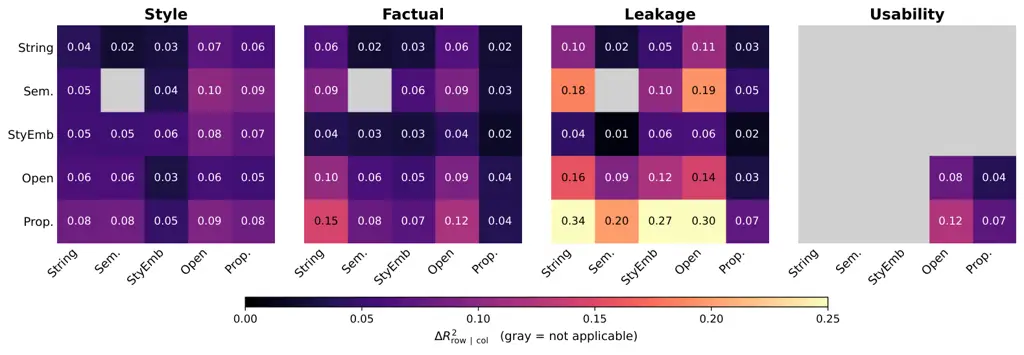 Style Factual Leakage Usability
String 0.04 0.02 0.03 0.07 0.06 0.06 0.02 0.03 0.06 0.02 0.10 0.02 0.05 0.11 0.03
Sem. 0.05 0.04 0.10 0.09 0.09 0.06 0.09 0.03 0.18 0.10 0.19 0.05
StyEmb 0.05 0.05 0.06 0.08 0.07 0.04 0.03 0.03 0.04 0.02 0.04 0.01 0.06 0.06 0.02
Open 0.06 0.06 0.03 0.06 0.05 0.10 0.06 0.05 0.09 0.04 0.16 0.09 0.12 0.14 0.03 0.08 0.04
Prop. 0.08 0.08 0.05 0.09 0.08 0.15 0.08 0.07 0.12 0.04 0.34 0.20 0.27 0.30 0.07 0.12 0.07
String Sem. StyEmb Open Prop. String Sem. StyEmb Open Prop. String Sem. StyEmb Open Prop. String Sem. StyEmb Open Prop.
0.00 0.05 0.10 0.15 0.20 0.25
ΔR²row | col (gray = not applicable)